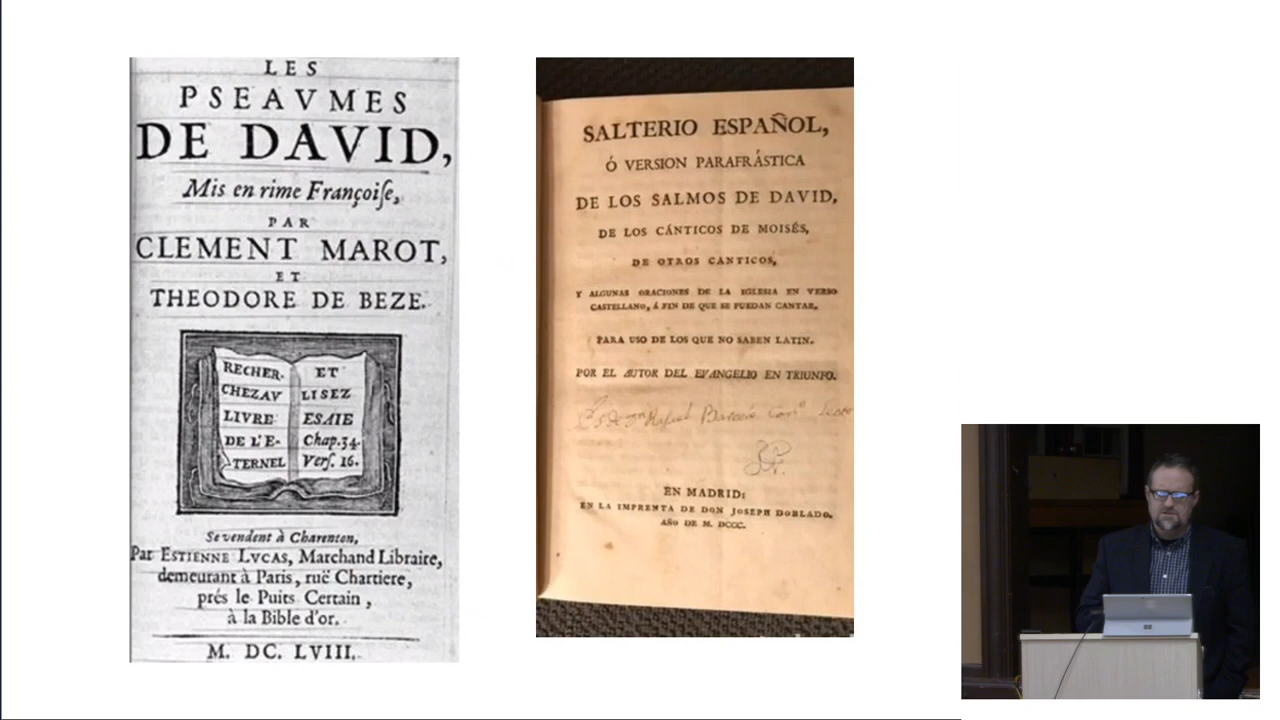 LES
PSEAVMES
DE DAVID,
Mis en rime Françoiſe,
PAR
CLEMENT MAROT,
ET
THEODORE DE BEZE.
RECHER-
CHEZ AV
LIVRE
DE L'E-
TERNEL
ET
LISEZ
ESAIE
Chap.34.
Verſ. 16.
Se vendent à Charenton,
Par ESTIENNE LVCAS, Marchand Libraire,
demeurant à Paris, ruë Chartiere,
prés le Puits Certain,
à la Bible d'or.
M. DC. LVIII.
SALTERIO ESPAÑOL,
Ó VERSION PARAFRÁSTICA
DE LOS SALMOS DE DAVID,
DE LOS CÁNTICOS DE MOISÉS,
DE OTROS CANTICOS,
Y ALGUNAS ORACIONES DE LA IGLESIA EN VERSO
CASTELLANO, Á FIN DE QUE SE PUEDAN CANTAR,
PARA USO DE LOS QUE NO SABEN LATIN.
POR EL AUTOR DEL EVANGELIO EN TRIUNFO.
Rafael
EN MADRID:
EN LA IMPRENTA DE DON JOSEPH DOBLADO.
AÑO DE M. DCCC.